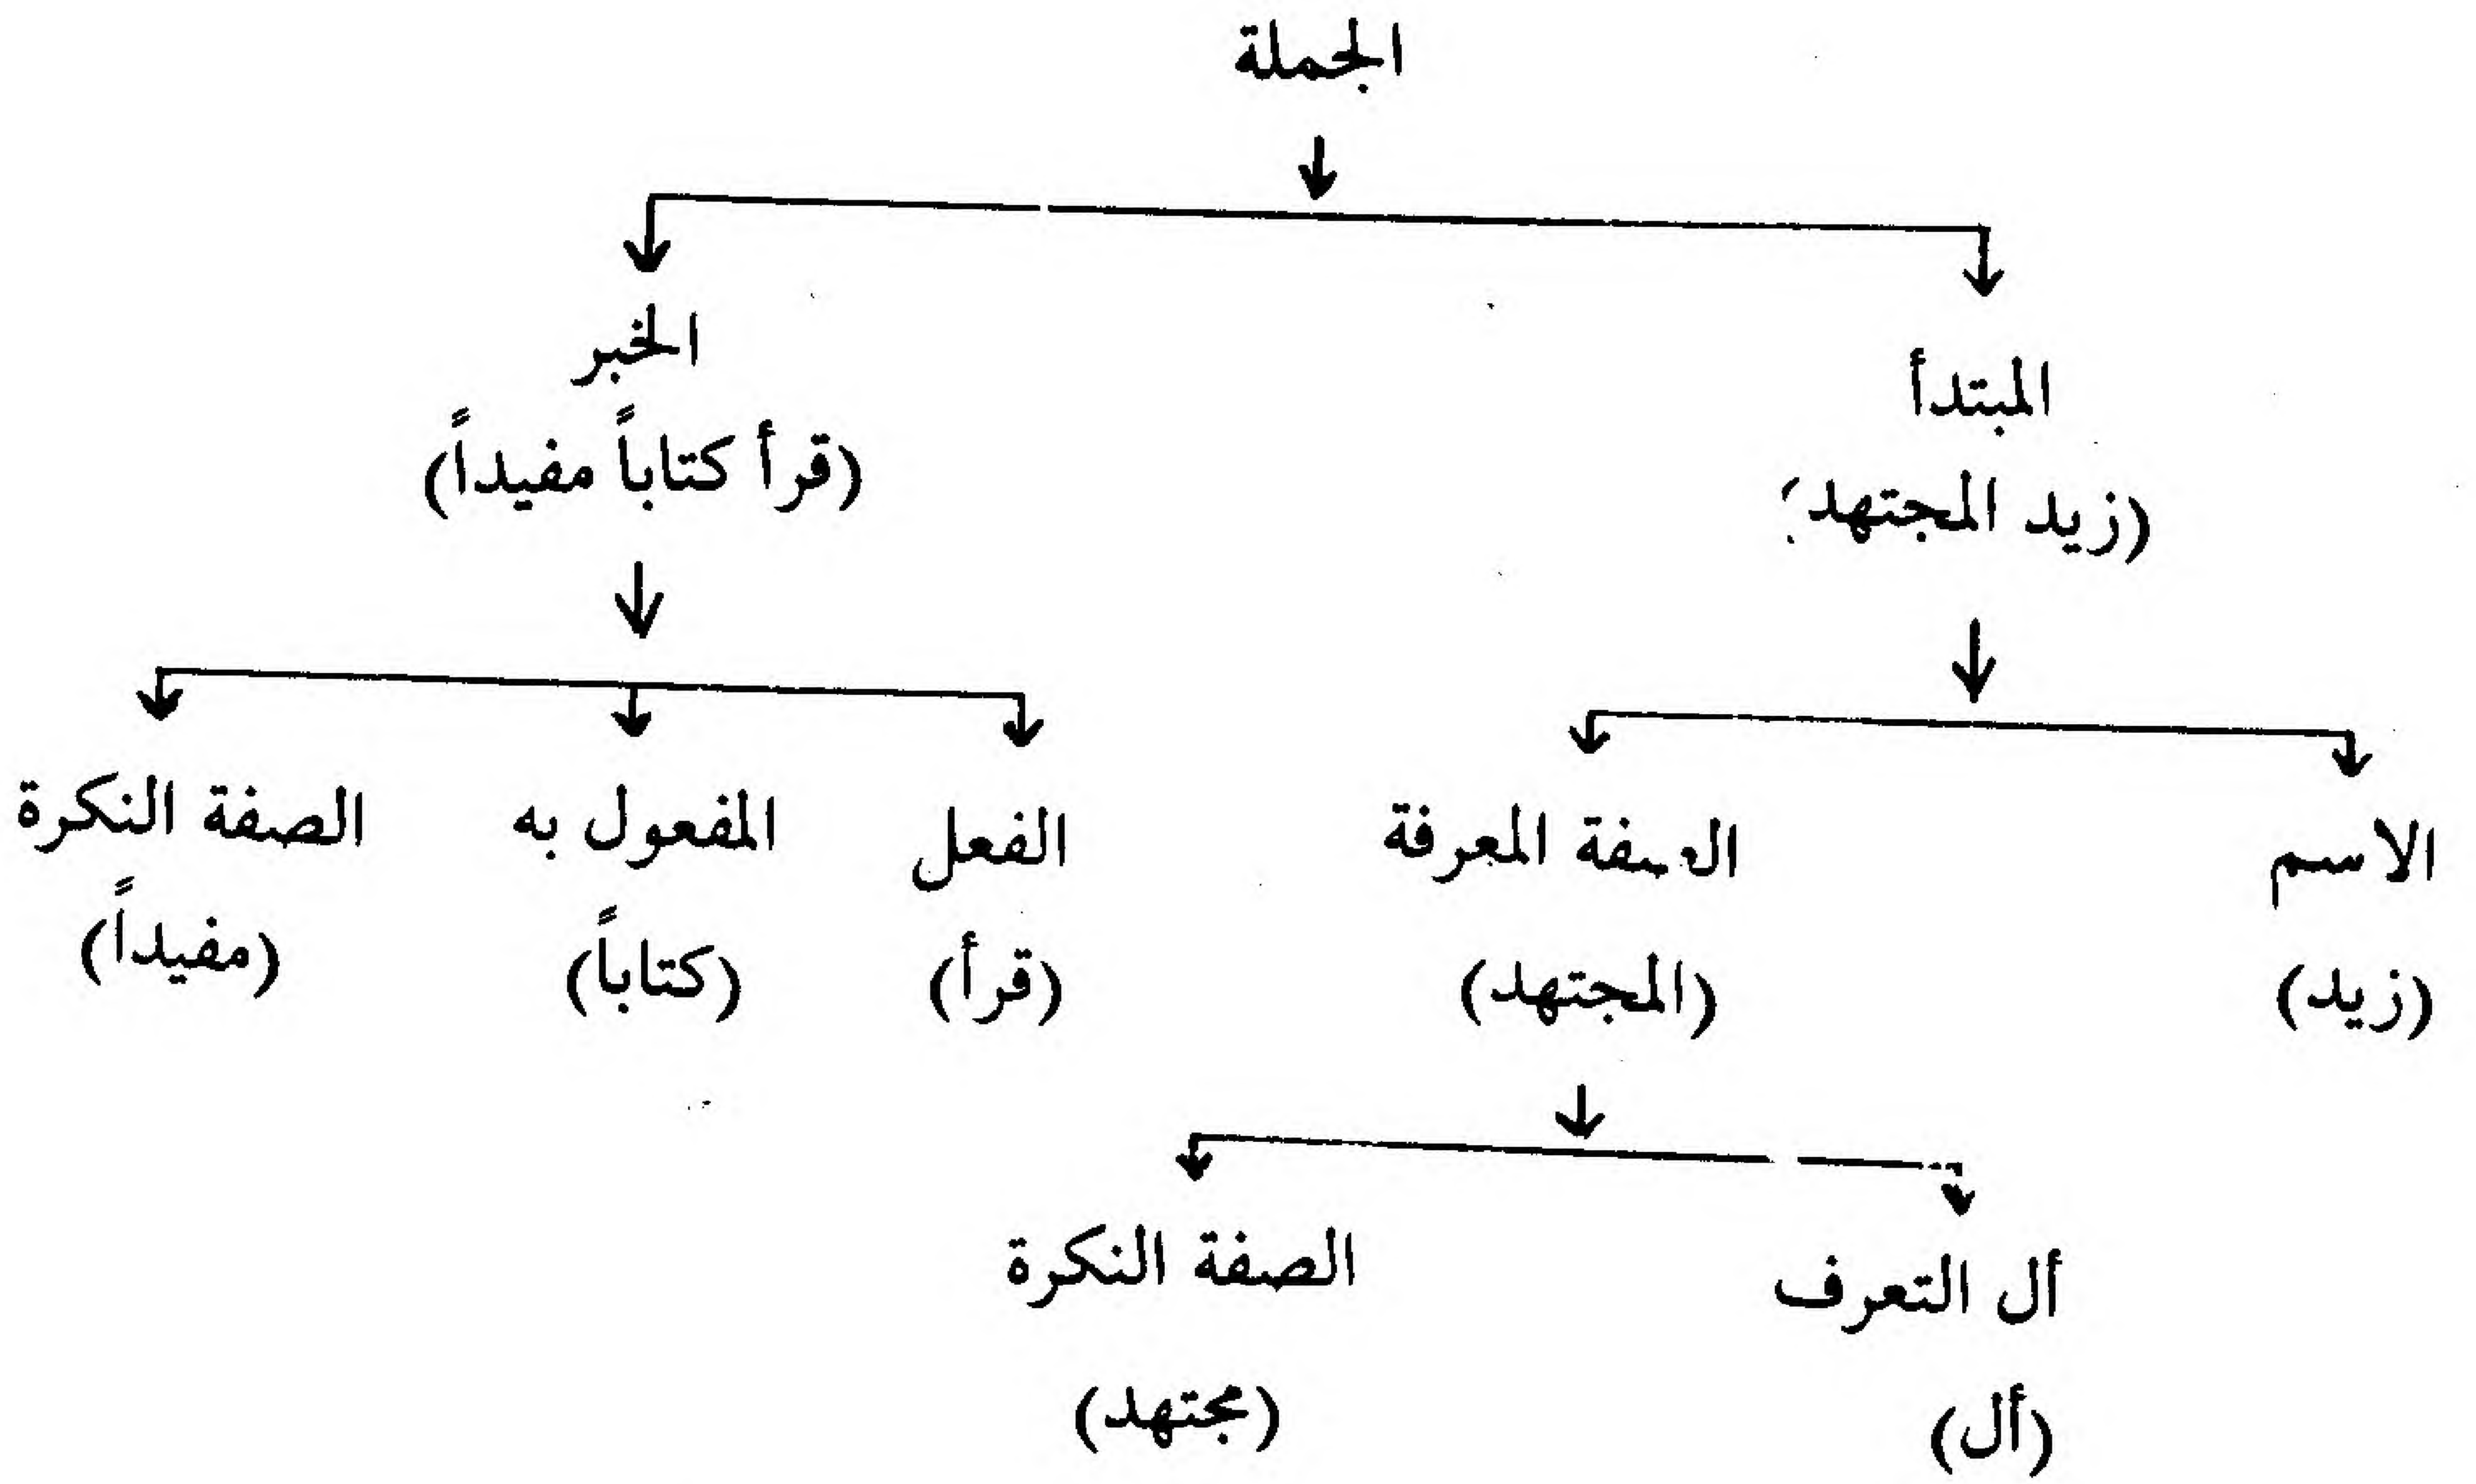 الجملة
المبتدأ
(زيد المجتهد)
الخبر
(قرأ كتاباً مفيداً)
الاسم
(زيد)
الصفة المعرفة
(المجتهد)
الفعل
(قرأ)
المفعول به
(كتاباً)
الصفة النكرة
(مفيداً)
أل التعرف
(أل)
الصفة النكرة
(مجتهد)